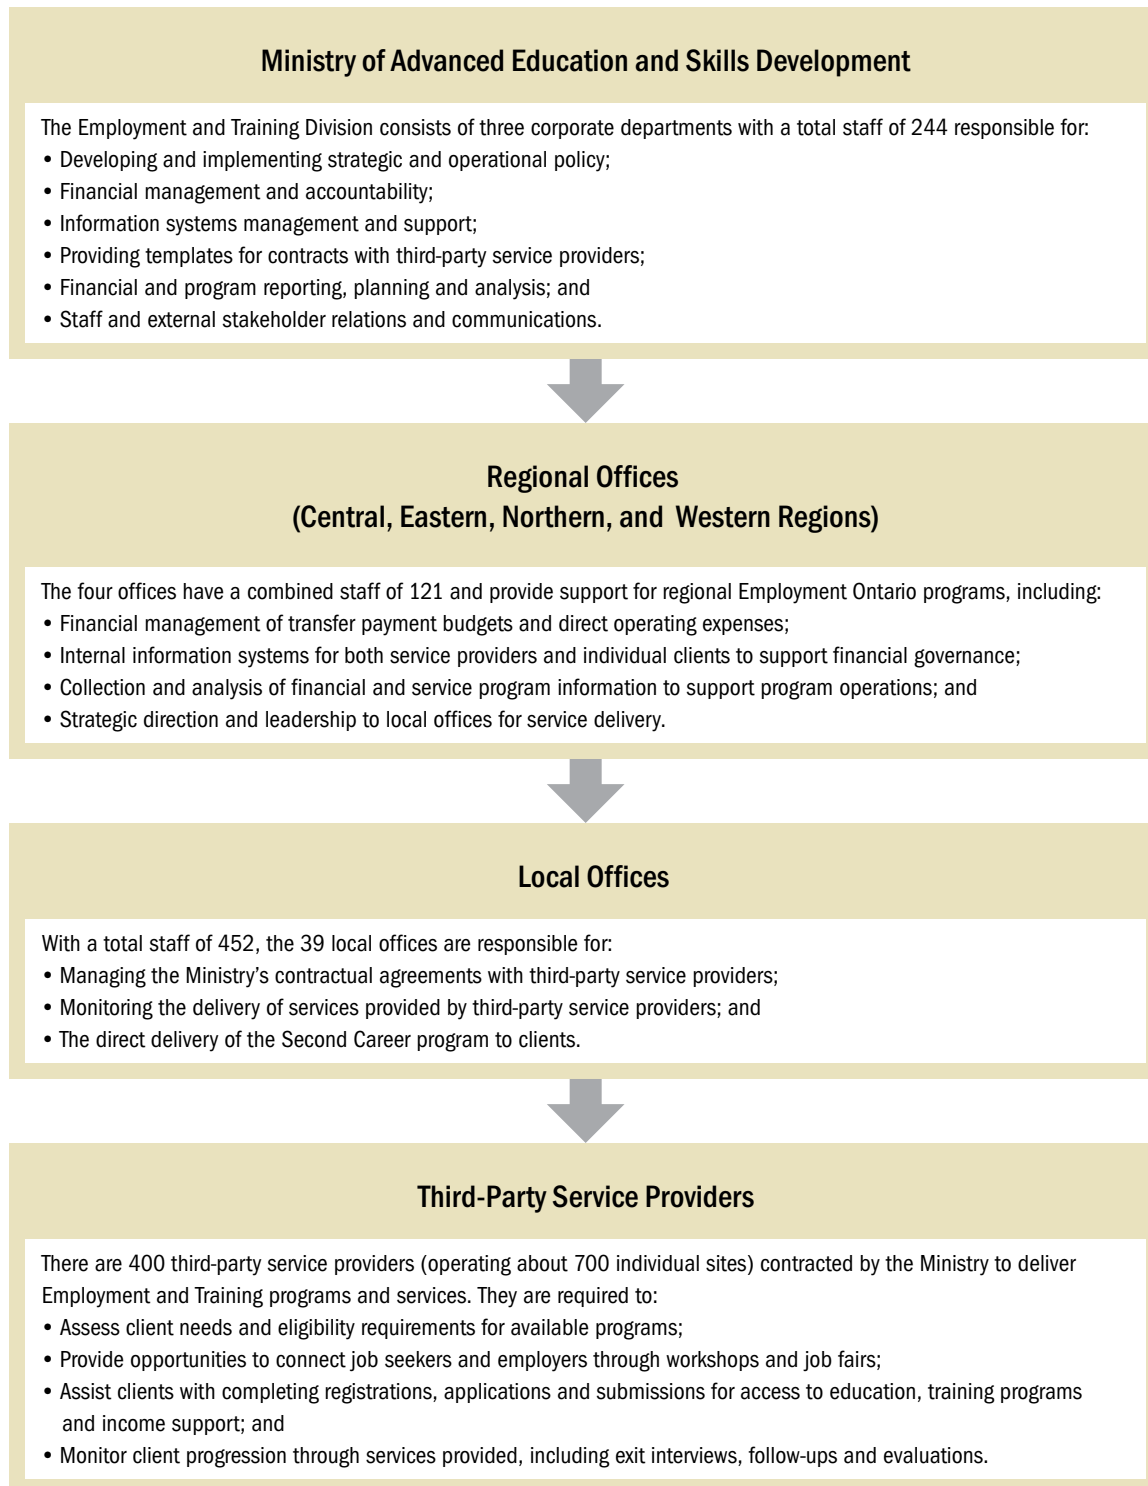 Ministry of Advanced Education and Skills Development
The Employment and Training Division consists of three corporate departments with a total staff of 244 responsible for:
• Developing and implementing strategic and operational policy;
• Financial management and accountability;
• Information systems management and support;
• Providing templates for contracts with third-party service providers;
• Financial and program reporting, planning and analysis; and
• Staff and external stakeholder relations and communications.
Regional Offices
(Central, Eastern, Northern, and Western Regions)
The four offices have a combined staff of 121 and provide support for regional Employment Ontario programs, including:
• Financial management of transfer payment budgets and direct operating expenses;
• Internal information systems for both service providers and individual clients to support financial governance;
• Collection and analysis of financial and service program information to support program operations; and
• Strategic direction and leadership to local offices for service delivery.
Local Offices
With a total staff of 452, the 39 local offices are responsible for:
• Managing the Ministry’s contractual agreements with third-party service providers;
• Monitoring the delivery of services provided by third-party service providers; and
• The direct delivery of the Second Career program to clients.
Third-Party Service Providers
There are 400 third-party service providers (operating about 700 individual sites) contracted by the Ministry to deliver
Employment and Training programs and services. They are required to:
• Assess client needs and eligibility requirements for available programs;
• Provide opportunities to connect job seekers and employers through workshops and job fairs;
• Assist clients with completing registrations, applications and submissions for access to education, training programs
and income support; and
• Monitor client progression through services provided, including exit interviews, follow-ups and evaluations.